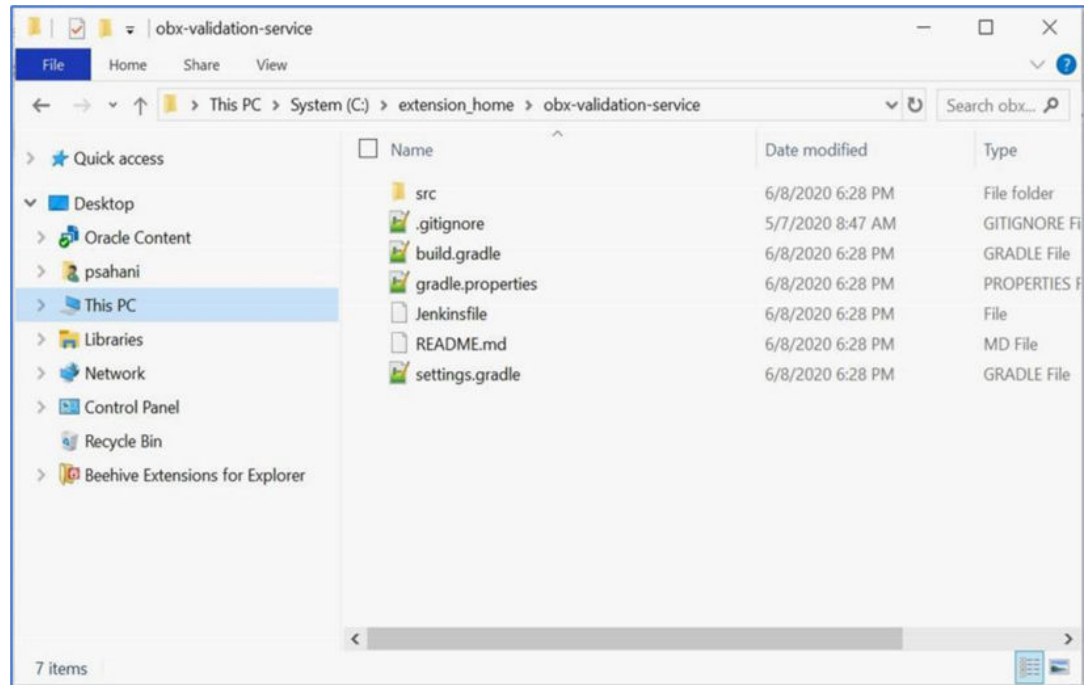 obx-validation-service
File Home Share View
This PC > System (C:) > extension_home > obx-validation-service Search obx...
Quick access
Desktop
Oracle Content
psahani
This PC
Libraries
Network
Control Panel
Recycle Bin
Beehive Extensions for Explorer
Name Date modified Type
src 6/8/2020 6:28 PM File folder
.gitignore 5/7/2020 8:47 AM GITIGNORE Fi
build.gradle 6/8/2020 6:28 PM GRADLE File
gradle.properties 6/8/2020 6:28 PM PROPERTIES F
Jenkinsfile 6/8/2020 6:28 PM File
README.md 6/8/2020 6:28 PM MD File
settings.gradle 6/8/2020 6:28 PM GRADLE File
7 items